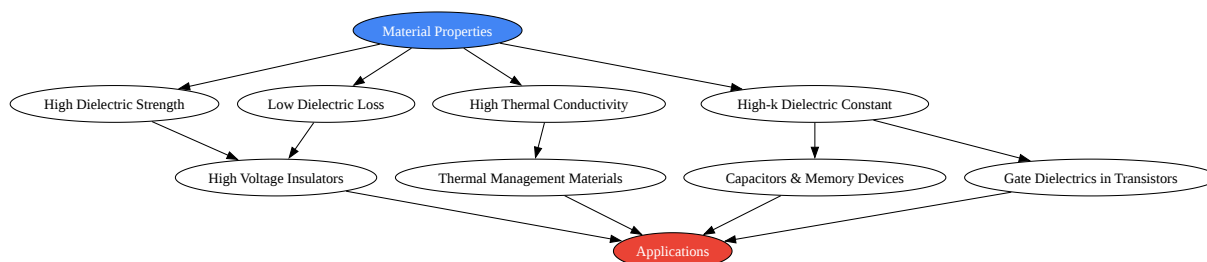 Material Properties
High Dielectric Strength
Low Dielectric Loss
High Thermal Conductivity
High-k Dielectric Constant
High Voltage Insulators
Thermal Management Materials
Capacitors & Memory Devices
Gate Dielectrics in Transistors
Applications